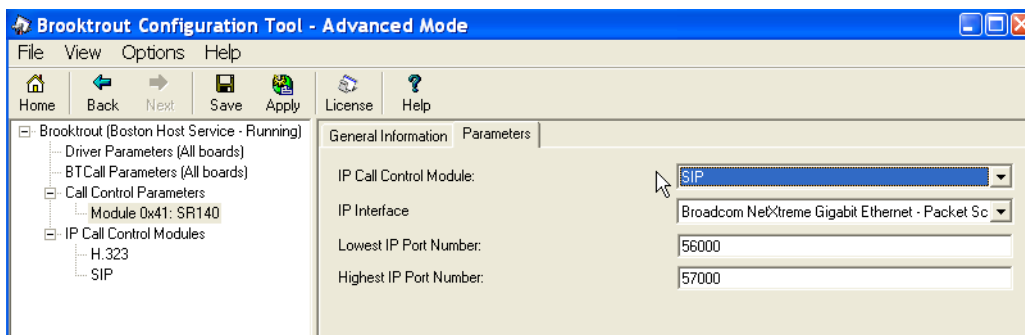 Brooktrout Configuration Tool - Advanced Mode
File View Options Help
Home Back Next Save Apply License Help
Brooktrout (Boston Host Service - Running)
Driver Parameters (All boards)
BTCall Parameters (All boards)
Call Control Parameters
Module 0x41: SR140
IP Call Control Modules
H.323
SIP
General Information Parameters
IP Call Control Module: SIP
IP Interface Broadcom NetXtreme Gigabit Ethernet - Packet Sc
Lowest IP Port Number: 56000
Highest IP Port Number: 57000